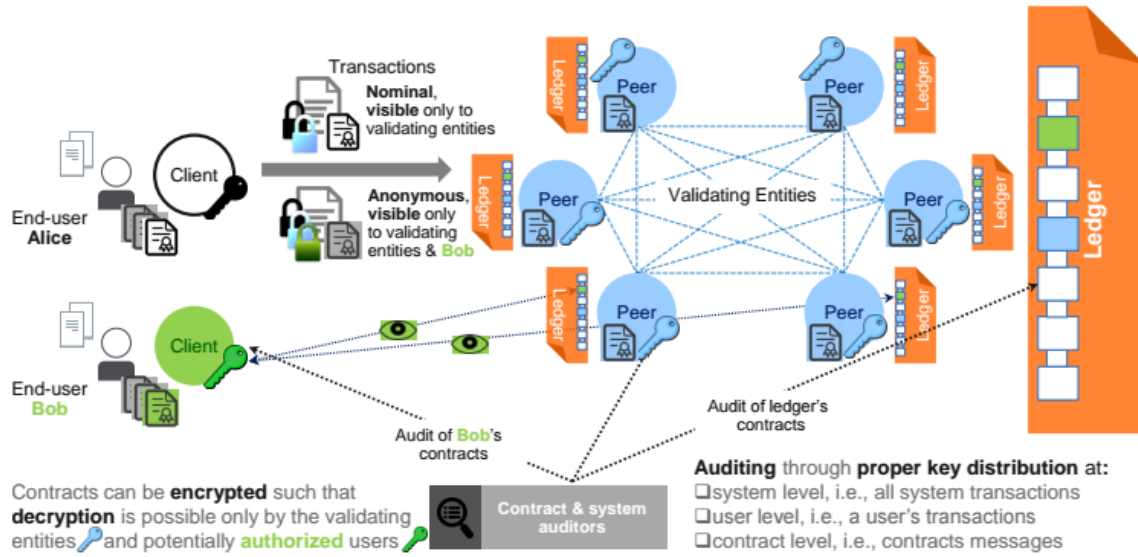 Transactions
Nominal,
visible only to
validating entities
Client
End-user
Alice
Anonymous,
visible only
to validating
entities & Bob
Ledger
Peer
Peer
Ledger
Ledger
Peer
Validating Entities
Peer
Ledger
Ledger
Peer
Peer
Ledger
Ledger
Client
End-user
Bob
Audit of Bob's
contracts
Audit of ledger's
contracts
Contracts can be encrypted such that
decryption is possible only by the validating
entities and potentially authorized users
Contract & system
auditors
Auditing through proper key distribution at:
❑system level, i.e., all system transactions
❑user level, i.e., a user's transactions
❑contract level, i.e., contracts messages